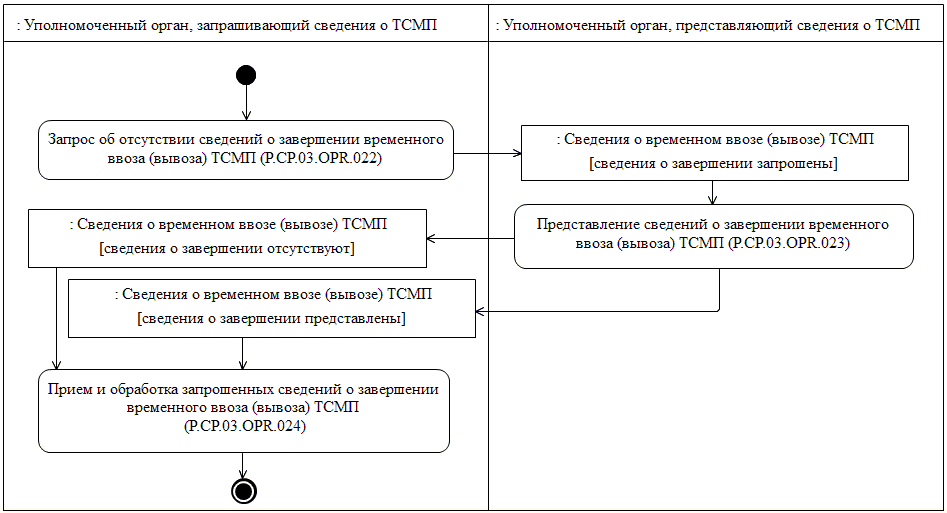 : Уполномоченный орган, запрашивающий сведения о ТСМП
: Уполномоченный орган, представляющий сведения о ТСМП
Запрос об отсутствии сведений о завершении временного
ввоза (вывоза) ТСМП (P.CP.03.OPR.022)
: Сведения о временном ввозе (вывозе) ТСМП
[сведения о завершении запрошены]
Представление сведений о завершении временного
ввоза (вывоза) ТСМП (P.CP.03.OPR.023)
: Сведения о временном ввозе (вывозе) ТСМП
[сведения о завершении отсутствуют]
: Сведения о временном ввозе (вывозе) ТСМП
[сведения о завершении представлены]
Прием и обработка запрошенных сведений о завершении
временного ввоза (вывоза) ТСМП
(P.CP.03.OPR.024)